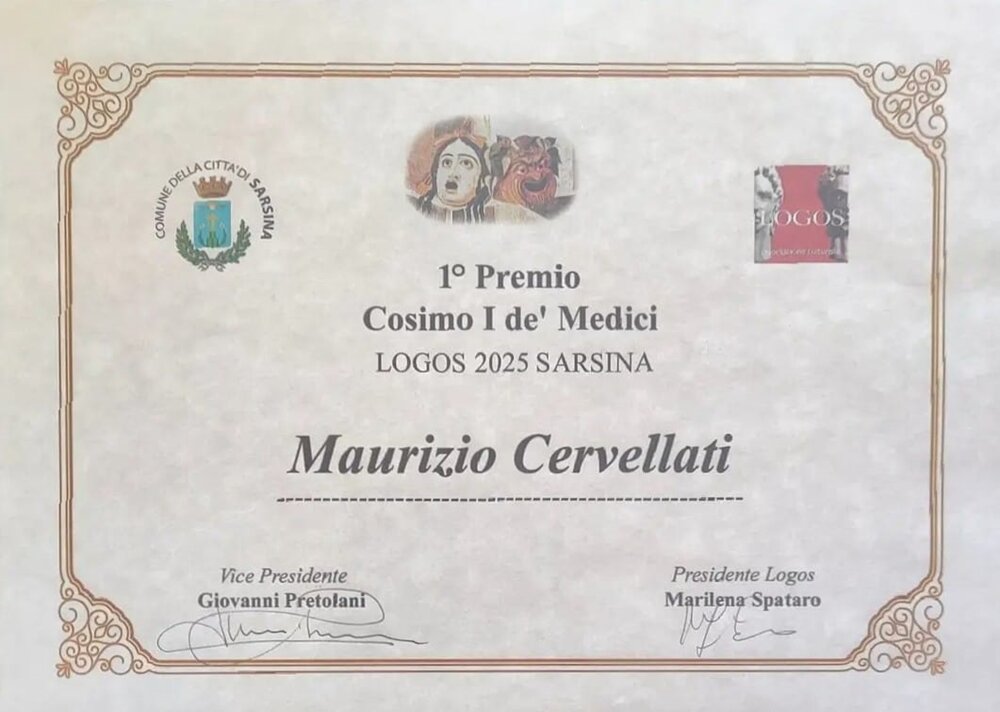 COMUNE DELLA CITTA' DI SARSINA
LOGOS
1° Premio
Cosimo I de' Medici
LOGOS 2025 SARSINA
Maurizio Cervellati
Vice Presidente
Giovanni Pretolani
Presidente Logos
Marilena Spataro